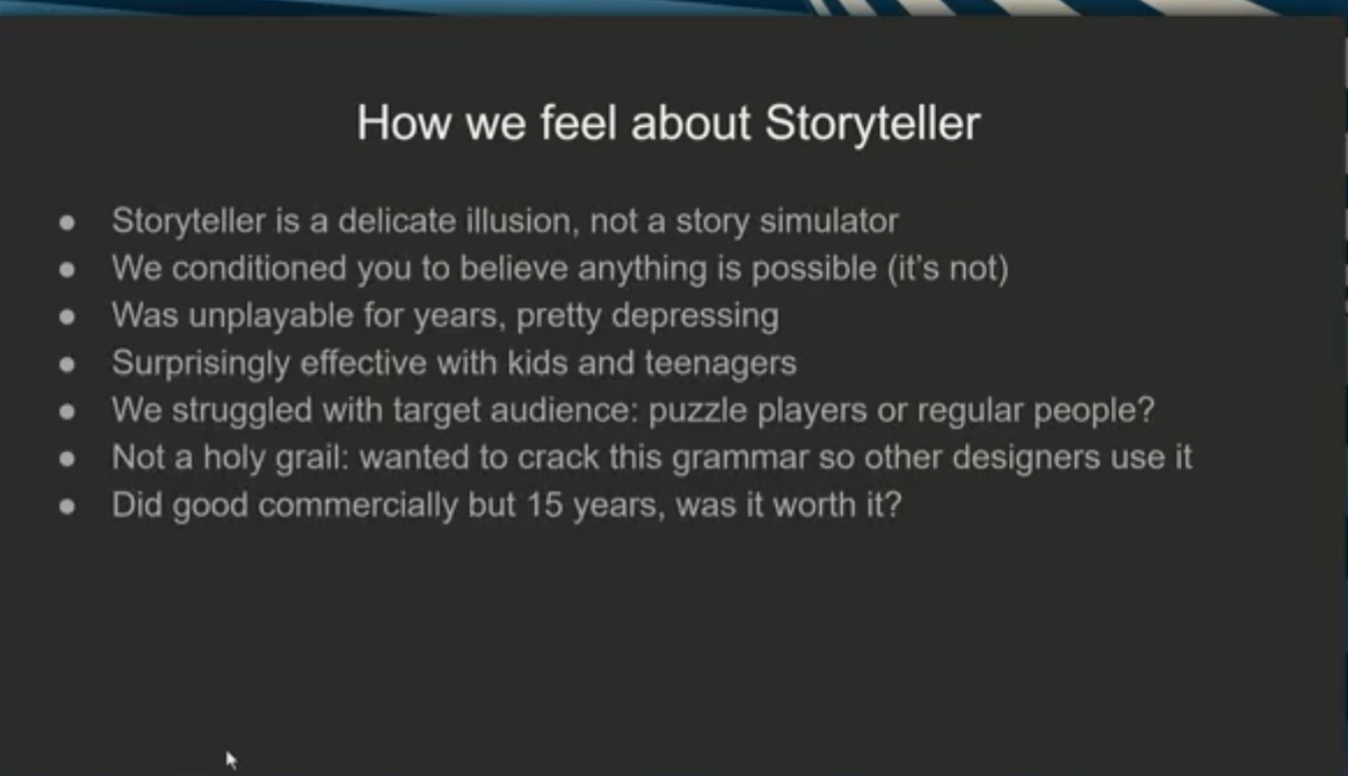 How we feel about Storyteller
● Storyteller is a delicate illusion, not a story simulator
● We conditioned you to believe anything is possible (it's not)
● Was unplayable for years, pretty depressing
● Surprisingly effective with kids and teenagers
● We struggled with target audience: puzzle players or regular people?
● Not a holy grail: wanted to crack this grammar so other designers use it
● Did good commercially but 15 years, was it worth it?